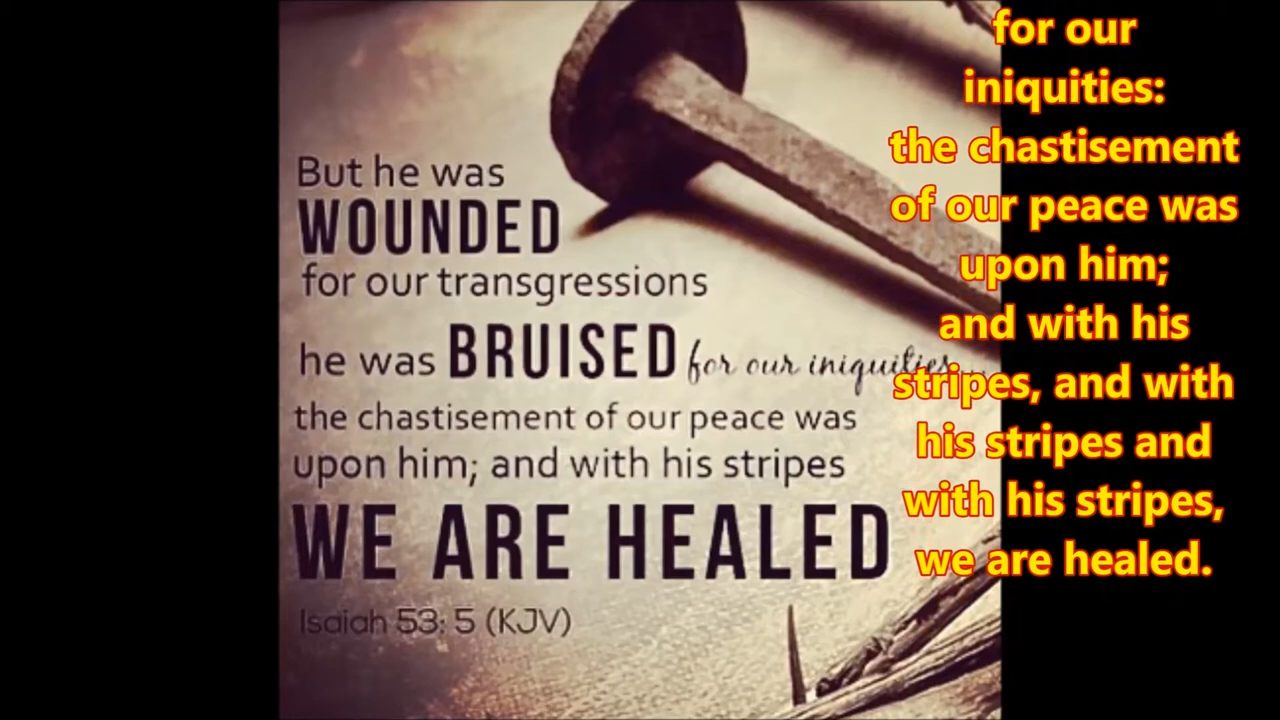 But he was
WOUNDED
for our transgressions
he was BRUISED for our iniquities...
the chastisement of our peace was
upon him; and with his stripes
WE ARE HEALED
Isaiah 53: 5 (KJV)
for our
iniquities:
the chastisement
of our peace was
upon him;
and with his
stripes, and with
his stripes and
with his stripes,
we are healed.